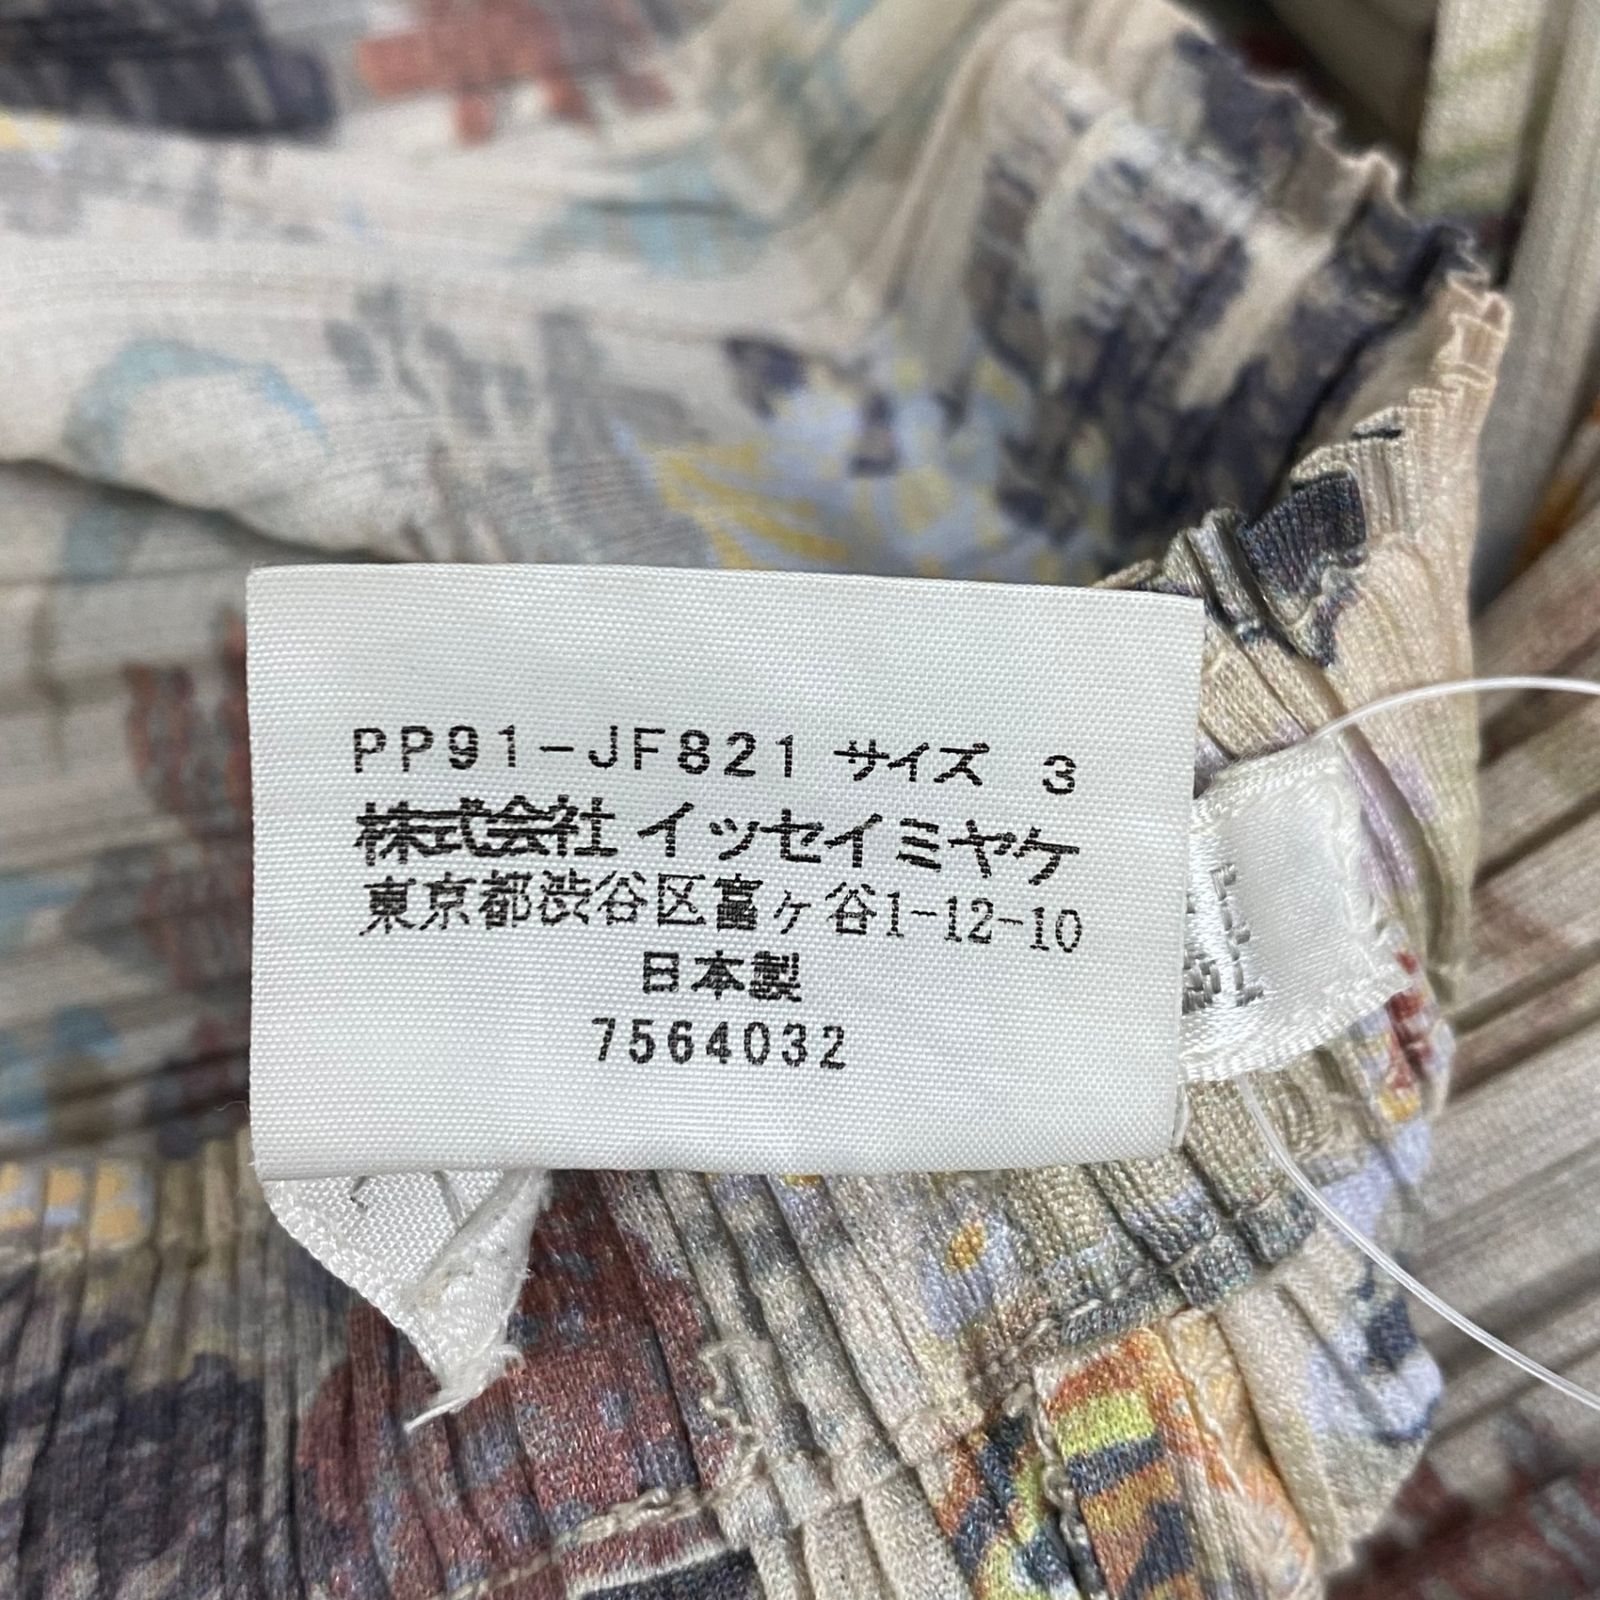 PP91-JF821 サイズ 3
株式会社 イッセイミヤケ
東京都渋谷区富ヶ谷1-12-10
日本製
7564032